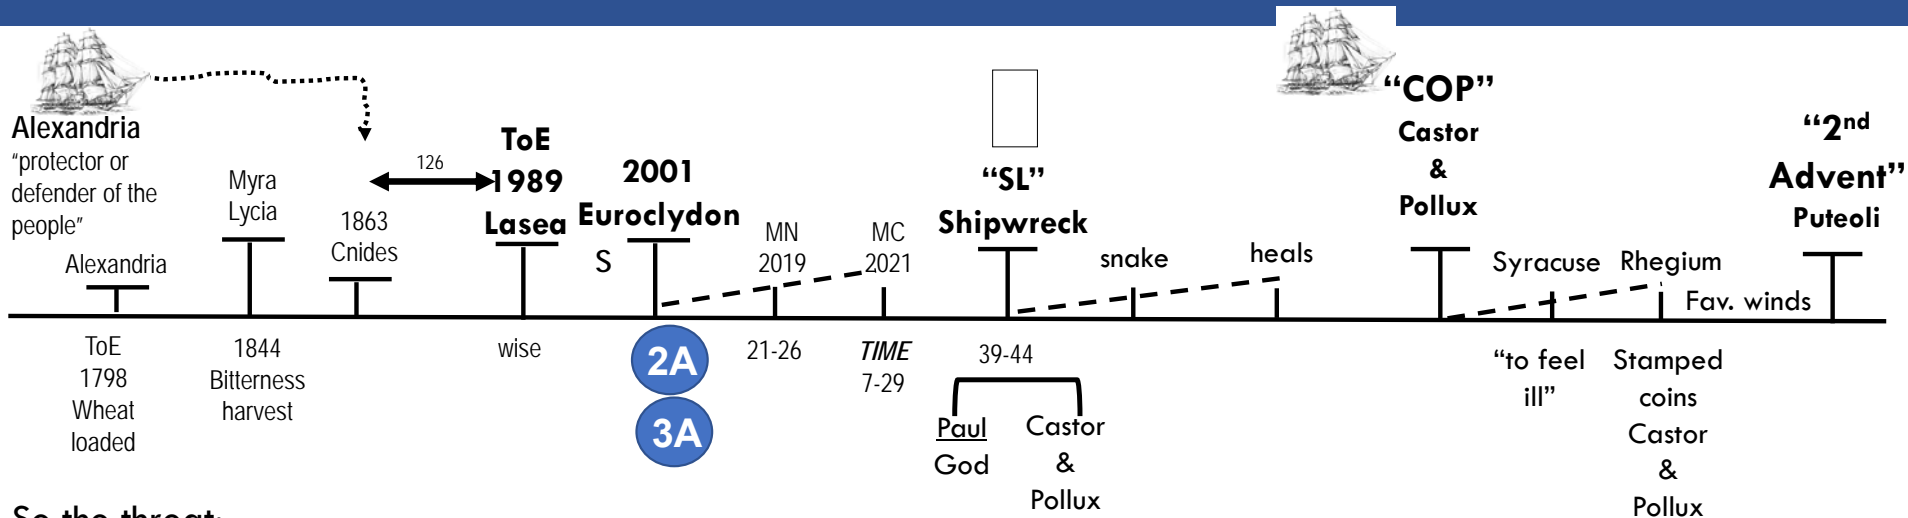 Alexandria
"protector or
defender of the
people"
Alexandria
ToE
1798
Wheat
loaded
Myra
Lycia
1844
Bitterness
harvest
1863
Cnides
126
ToE
1989
Lasea
wise
2001
Euroclydon
S
2A
3A
MN
2019
21-26
MC
2021
TIME
7-29
“SL”
Shipwreck
39-44
Paul
God
Castor
&
Pollux
snake
heals
“COP”
Castor
&
Pollux
Syracuse
“to feel
ill”
Rhegium
Stamped
coins
Castor
&
Pollux
Fav. winds
“2nd
Advent”
Puteoli
So the threat: